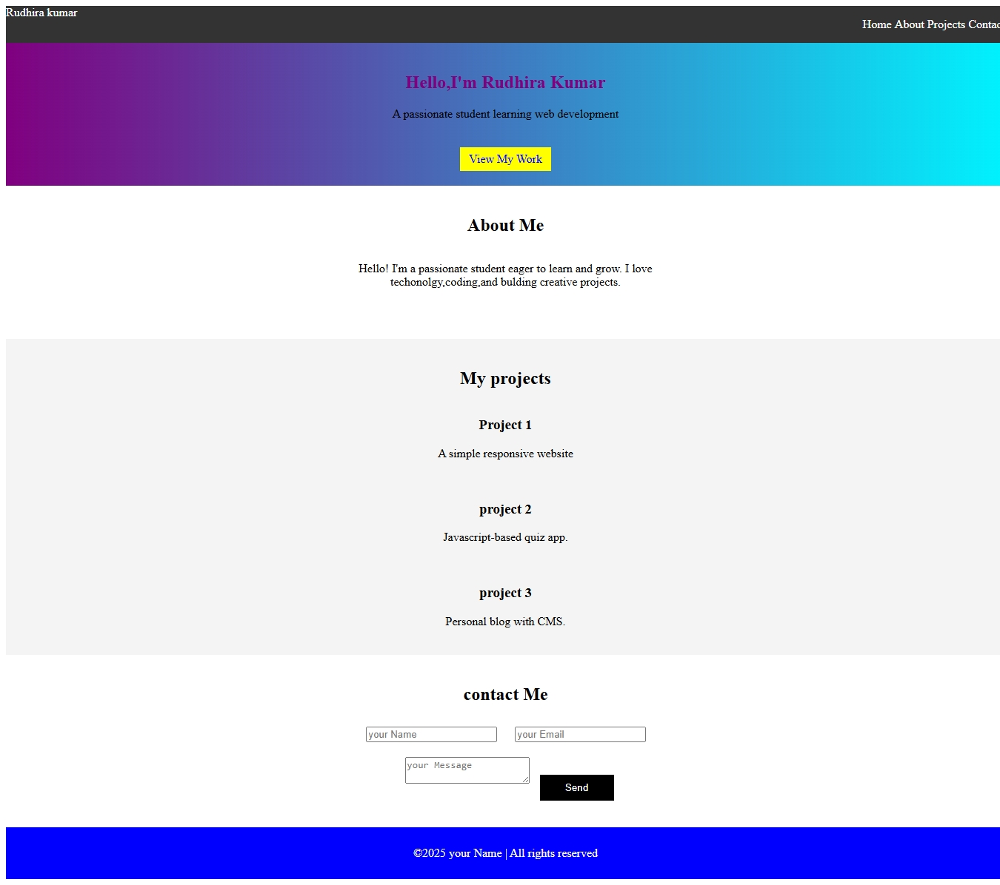 Rudhira kumar
Home About Projects Contac
Hello,I'm Rudhira Kumar
A passionate student learning web development
View My Work
About Me
Hello! I'm a passionate student eager to learn and grow. I love
techonolgy,coding,and bulding creative projects.
My projects
Project 1
A simple responsive website
project 2
Javascript-based quiz app.
project 3
Personal blog with CMS.
contact Me
your Name your Email
your Message
Send
©2025 your Name | All rights reserved